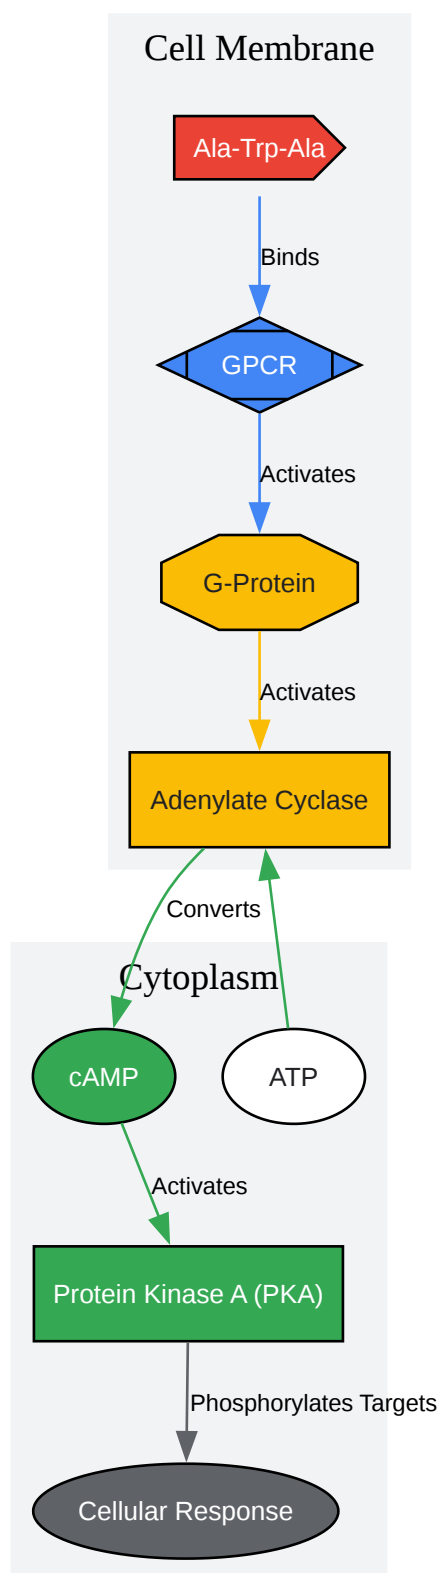 Cell Membrane
Ala-Trp-Ala
Binds
GPCR
Activates
G-Protein
Activates
Adenylate Cyclase
Converts
Cytoplasm
cAMP
ATP
Activates
Protein Kinase A (PKA)
Phosphorylates Targets
Cellular Response